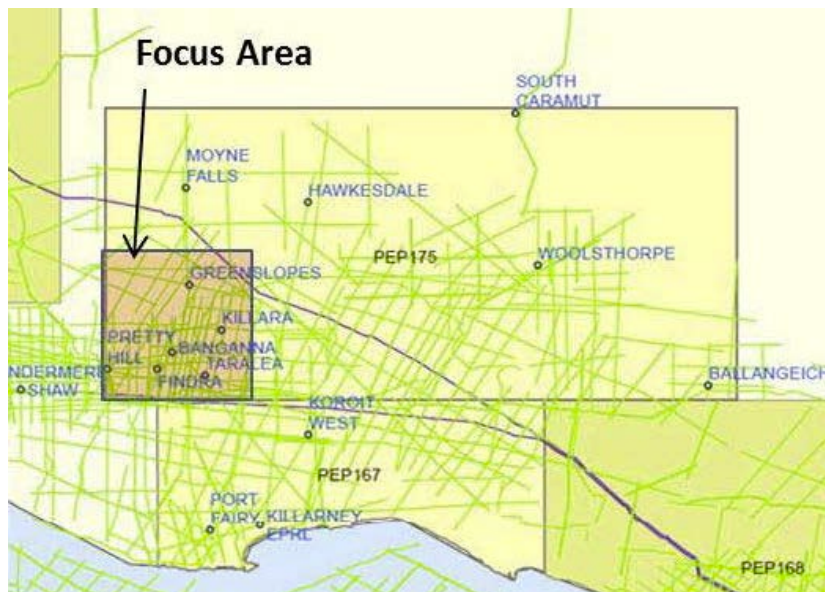 Focus Area
SOUTH
CARAMUT
MOYNE
FALLS
HAWKESDALE
PEP175
WOOLSTHORPE
GREENSLOPES
KILLARA
PRETTY
HILL
BANGANNA
TARALEA
FINDRA
NDERMERE
SHAW
BALLANGEICH
KOROIT
WEST
PEP167
PORT
FAIRY
KILLARNEY
EPRL
PEP168